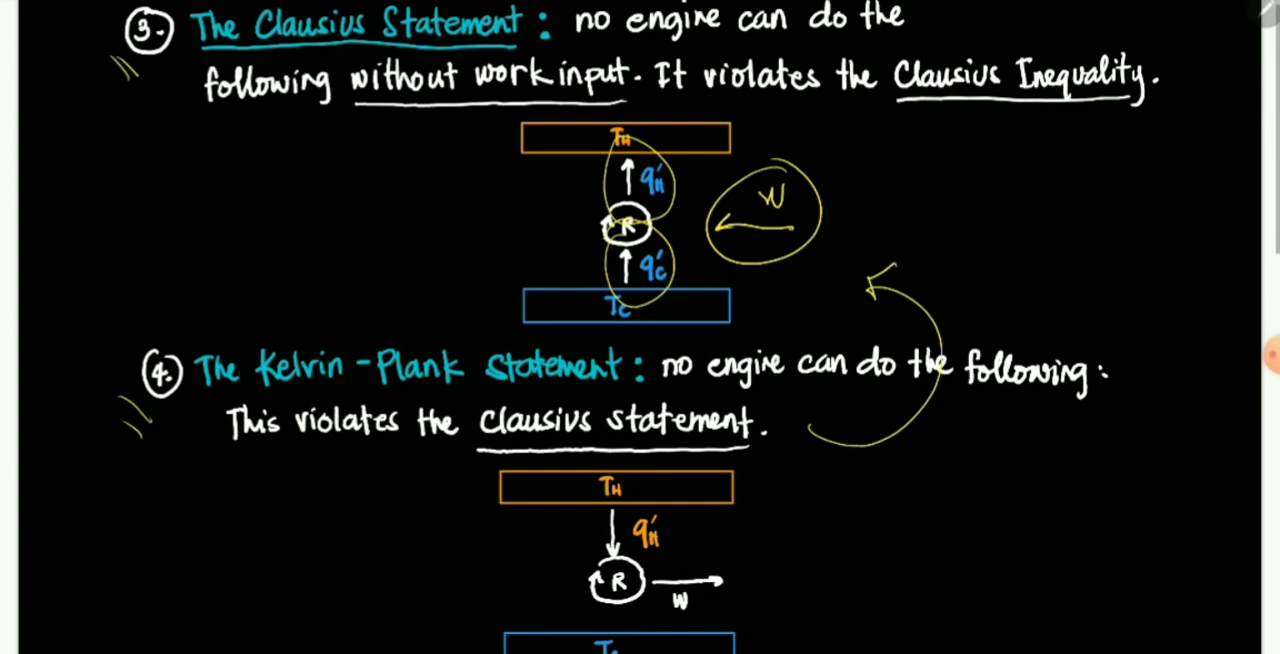 3. The Clausius Statement : no engine can do the
following without work input. It violates the Clausius Inequality.
TH
q'H
W
R
q'C
TC
4. The Kelvin-Plank Statement : no engine can do the following :
This violates the Clausius statement.
TH
q'H
R
W